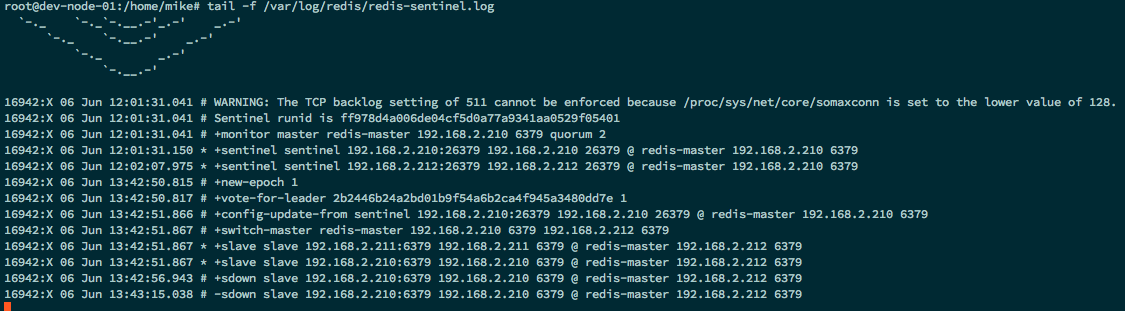 root@dev-node-01:/home/mike# tail -f /var/log/redis/redis-sentinel.log
  `-._    `-._`-.__.-'_.-'    _.-'
      `-._    `-.__.-'    _.-'
          `-._        _.-'
              `-.__.-'
16942:X 06 Jun 12:01:31.041 # WARNING: The TCP backlog setting of 511 cannot be enforced because /proc/sys/net/core/somaxconn is set to the lower value of 128.
16942:X 06 Jun 12:01:31.041 # Sentinel runid is ff978d4a006de04cf5d0a77a9341aa0529f05401
16942:X 06 Jun 12:01:31.041 # +monitor master redis-master 192.168.2.210 6379 quorum 2
16942:X 06 Jun 12:01:31.150 * +sentinel sentinel 192.168.2.210:26379 192.168.2.210 26379 @ redis-master 192.168.2.210 6379
16942:X 06 Jun 12:02:07.975 * +sentinel sentinel 192.168.2.212:26379 192.168.2.212 26379 @ redis-master 192.168.2.210 6379
16942:X 06 Jun 13:42:50.815 # +new-epoch 1
16942:X 06 Jun 13:42:50.817 # +vote-for-leader 2b2446b24a2bd01b9f54a6b2ca4f945a3480dd7e 1
16942:X 06 Jun 13:42:51.866 # +config-update-from sentinel 192.168.2.210:26379 192.168.2.210 26379 @ redis-master 192.168.2.210 6379
16942:X 06 Jun 13:42:51.867 # +switch-master redis-master 192.168.2.210 6379 192.168.2.212 6379
16942:X 06 Jun 13:42:51.867 * +slave slave 192.168.2.211:6379 192.168.2.211 6379 @ redis-master 192.168.2.212 6379
16942:X 06 Jun 13:42:51.867 * +slave slave 192.168.2.210:6379 192.168.2.210 6379 @ redis-master 192.168.2.212 6379
16942:X 06 Jun 13:42:56.943 # +sdown slave 192.168.2.210:6379 192.168.2.210 6379 @ redis-master 192.168.2.212 6379
16942:X 06 Jun 13:43:15.038 # -sdown slave 192.168.2.210:6379 192.168.2.210 6379 @ redis-master 192.168.2.212 6379